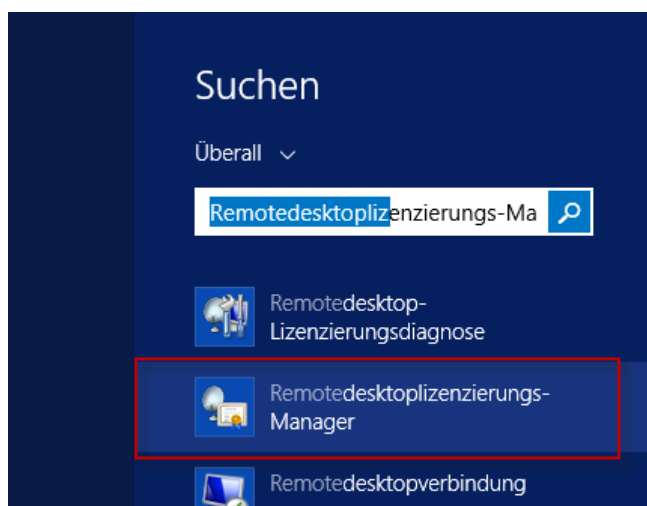 Suchen
Überall
Remotedesktoplizenzierungs-Ma
Remotedesktop-
Lizenzierungsdiagnose
Remotedesktoplizenzierungs-
Manager
Remotedesktopverbindung